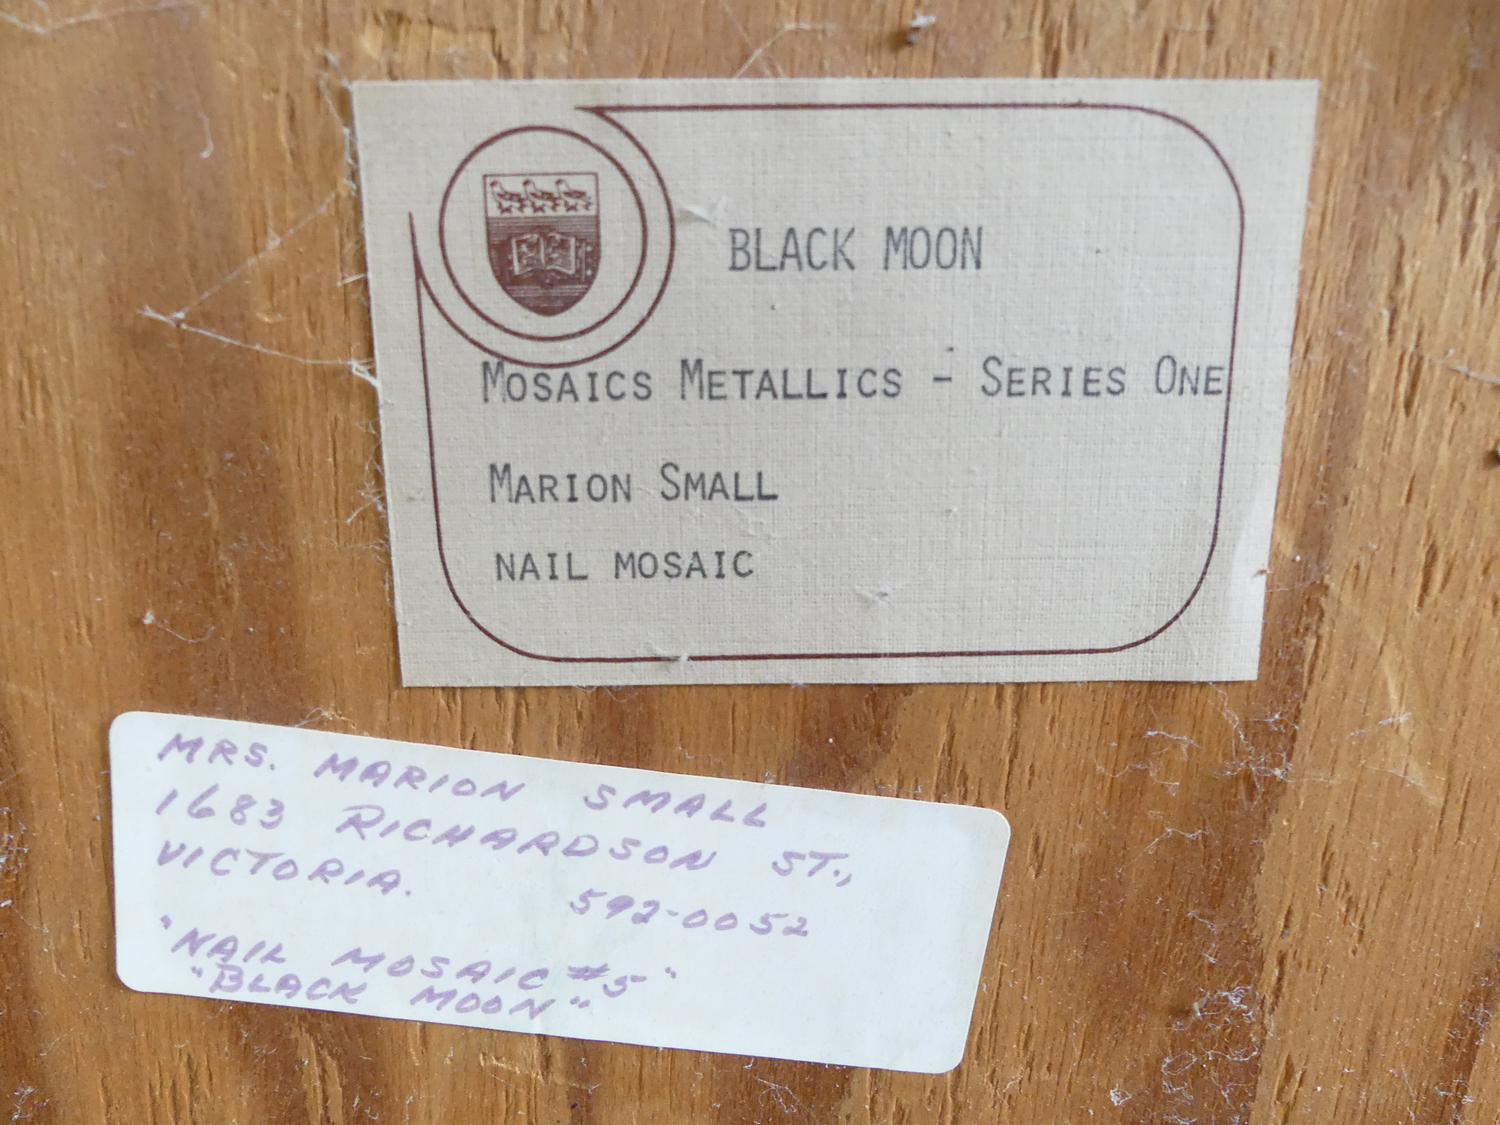 BLACK MOON
MOSAICS METALLICS - SERIES ONE
MARION SMALL
NAIL MOSAIC
MRS. MARION SMALL
1683 RICHARDSON ST.,
VICTORIA. 592-0052
"NAIL MOSAIC #5"
"BLACK MOON"